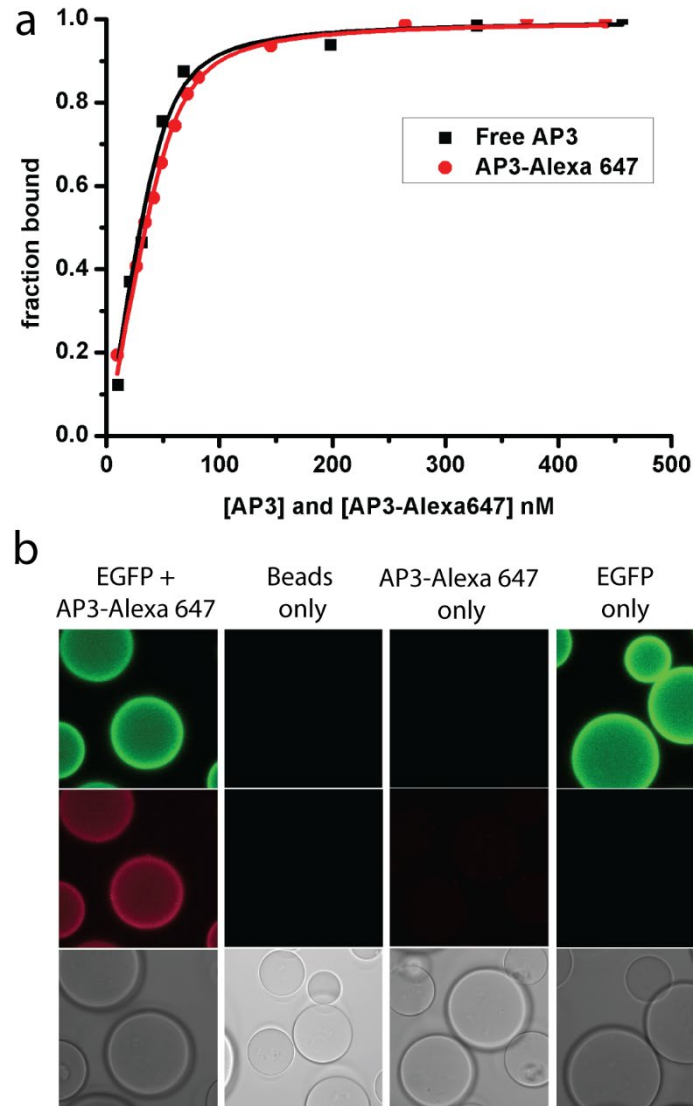 a
1.0
0.8
0.6
0.4
0.2
0.0
fraction bound
Free AP3
AP3-Alexa 647
0 100 200 300 400 500
[AP3] and [AP3-Alexa647] nM
b
EGFP +
AP3-Alexa 647
Beads
only
AP3-Alexa 647
only
EGFP
only